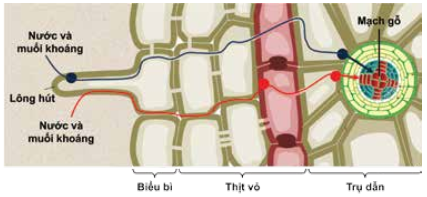 Mạch gỗ
Nước và
muối khoáng
Lông hút
Nước và
muối khoáng
Biểu bì
Thịt vỏ
Trụ dẫn